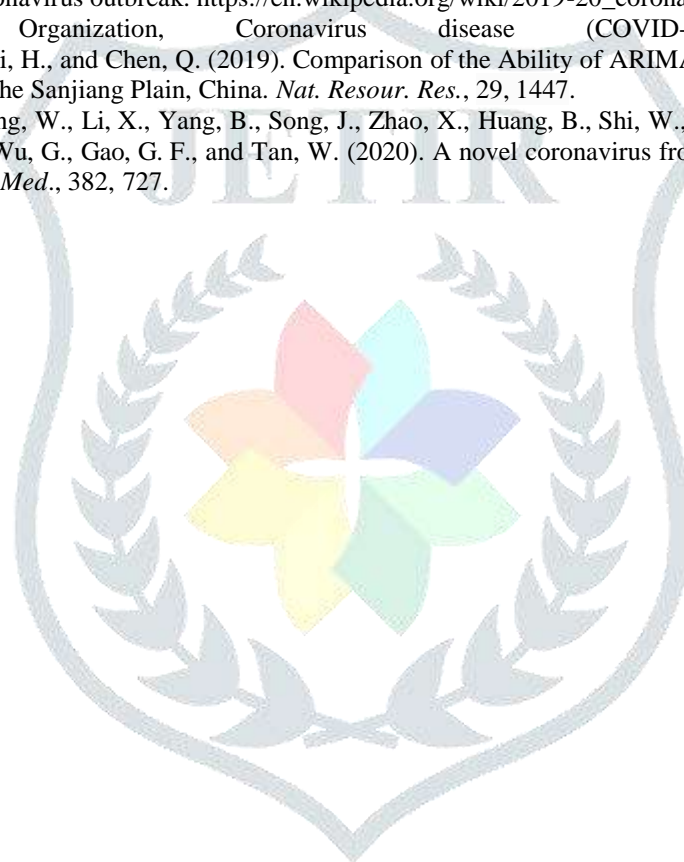 onavirus outbreak. https://en.wikipedia.org/wiki/2019-20_corona
Organization, Coronavirus disease (COVID-
i, H., and Chen, Q. (2019). Comparison of the Ability of ARIMA
he Sanjiang Plain, China. Nat. Resour. Res., 29, 1447.
ng, W., Li, X., Yang, B., Song, J., Zhao, X., Huang, B., Shi, W.,
Wu, G., Gao, G. F., and Tan, W. (2020). A novel coronavirus fro
Med., 382, 727.
JETIR